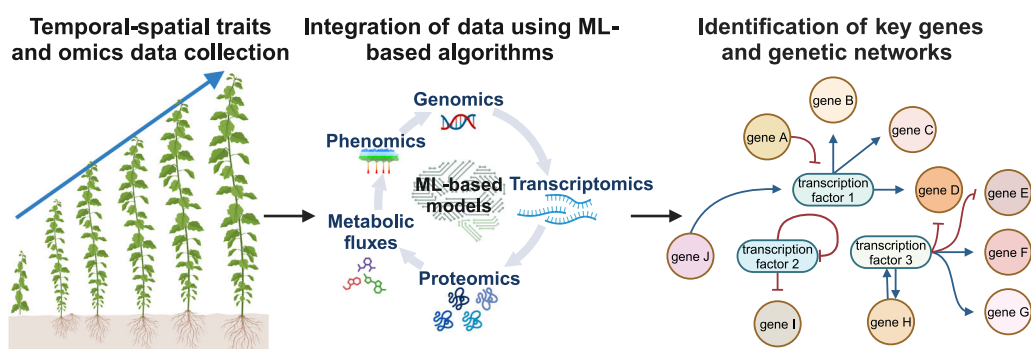 Temporal-spatial traits
and omics data collection
Integration of data using ML-
based algorithms
Identification of key genes
and genetic networks
Genomics
Phenomics
ML-based
models
Transcriptomics
Metabolic
fluxes
Proteomics
gene B
gene A
gene C
transcription
factor 1
gene D
gene E
gene J
transcription
factor 2
transcription
factor 3
gene F
gene G
gene I
gene H